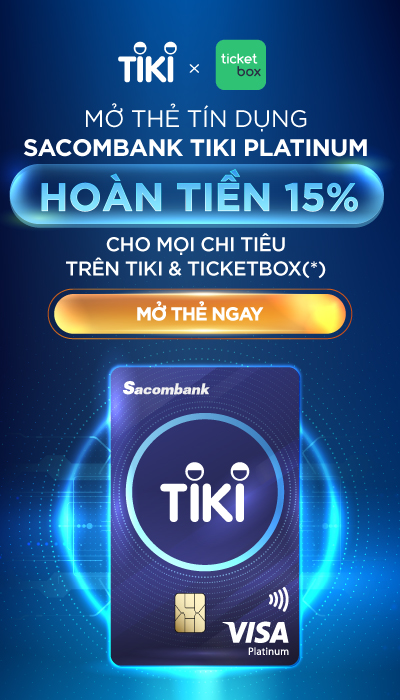 TIKI × ticket box
MỞ THẺ TÍN DỤNG
SACOMBANK TIKI PLATINUM
HOÀN TIỀN 15%
CHO MỌI CHI TIÊU
TRÊN TIKI & TICKETBOX(*)
MỞ THẺ NGAY
Sacombank
TIKI
VISA
Platinum